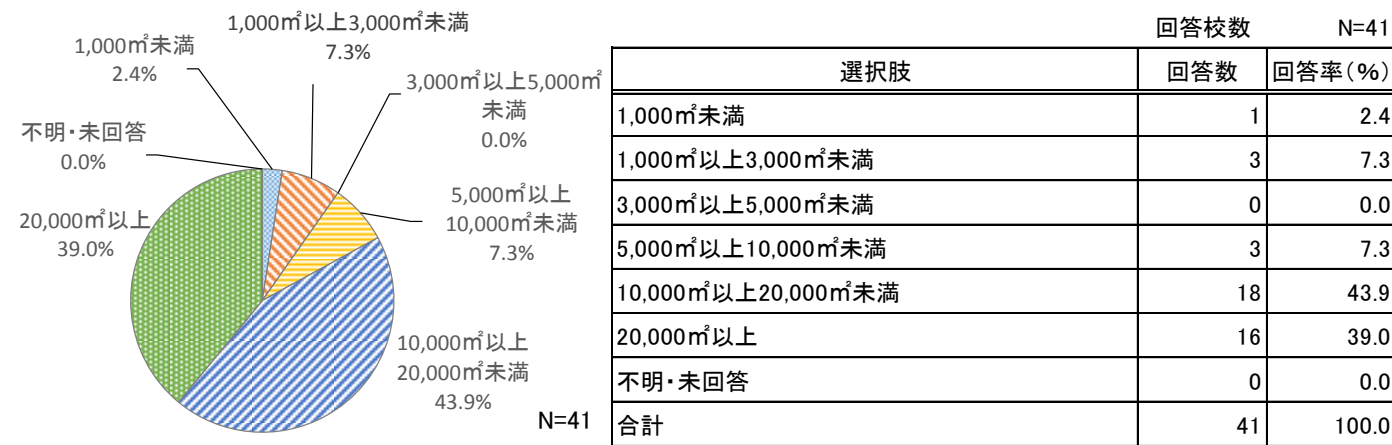 1,000㎡未満
2.4%
1,000㎡以上3,000㎡未満
7.3%
3,000㎡以上5,000㎡
未満
0.0%
5,000㎡以上
10,000㎡未満
7.3%
10,000㎡以上
20,000㎡未満
43.9%
20,000㎡以上
39.0%
不明・未回答
0.0%
N=41
回答校数 N=41
選択肢 回答数 回答率(%)
1,000㎡未満 1 2.4
1,000㎡以上3,000㎡未満 3 7.3
3,000㎡以上5,000㎡未満 0 0.0
5,000㎡以上10,000㎡未満 3 7.3
10,000㎡以上20,000㎡未満 18 43.9
20,000㎡以上 16 39.0
不明・未回答 0 0.0
合計 41 100.0